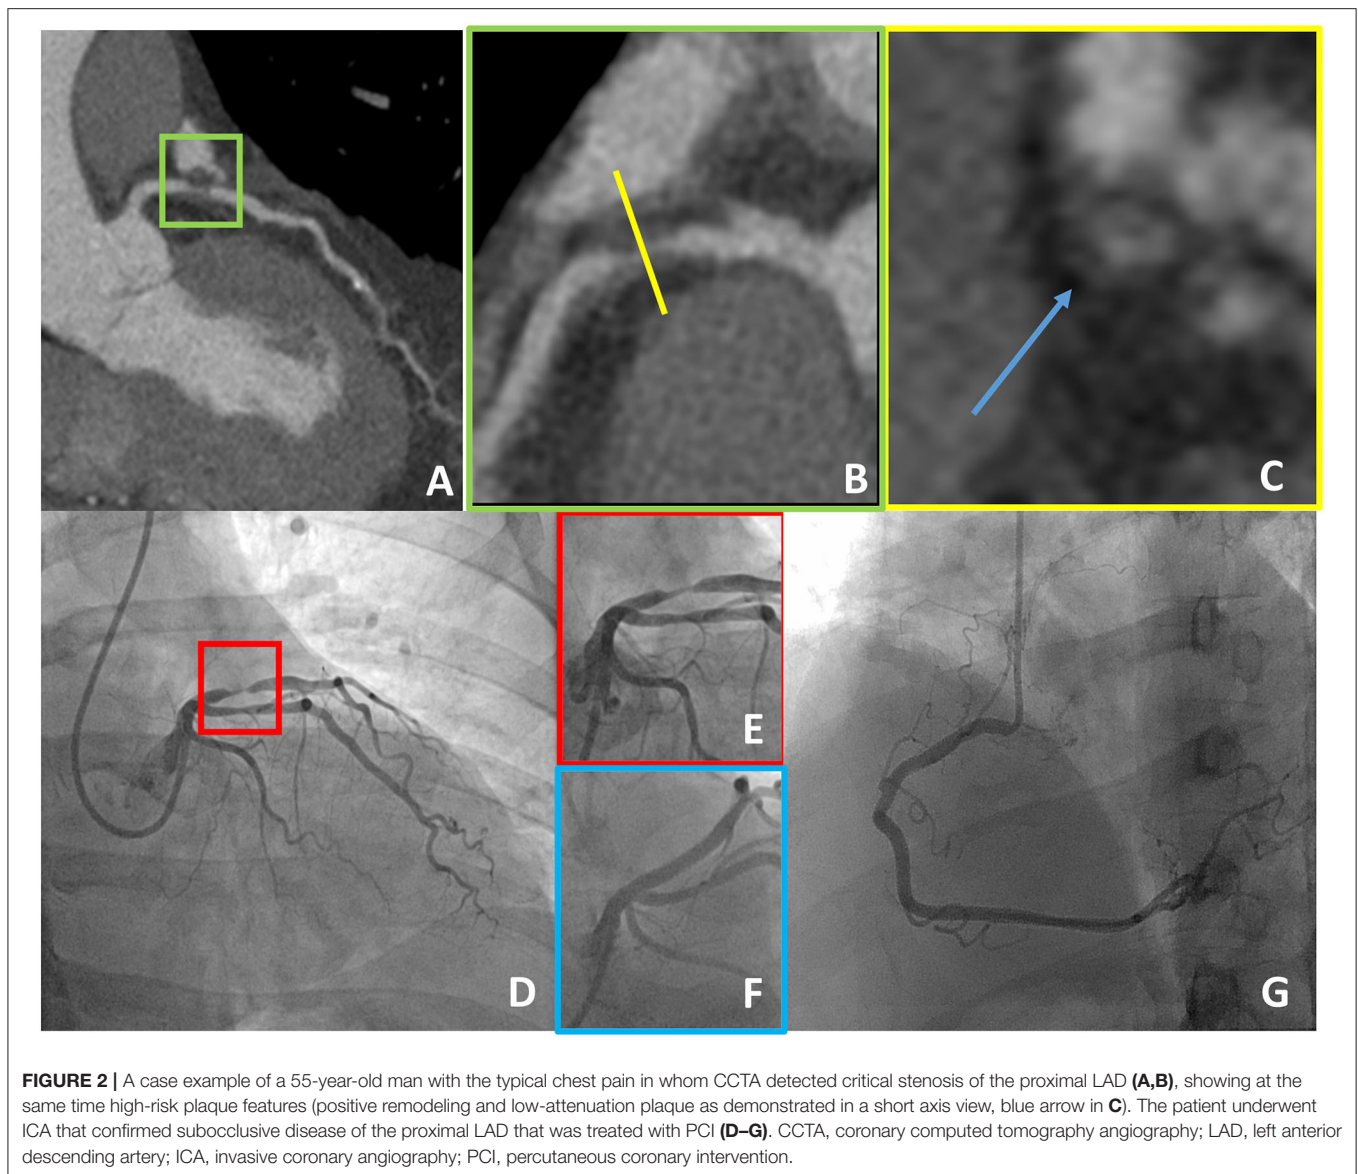 A
B
C
D
E
F
G
FIGURE 2 | A case example of a 55-year-old man with the typical chest pain in whom CCTA detected critical stenosis of the proximal LAD (A,B), showing at the
same time high-risk plaque features (positive remodeling and low-attenuation plaque as demonstrated in a short axis view, blue arrow in C). The patient underwent
ICA that confirmed subocclusive disease of the proximal LAD that was treated with PCI (D–G). CCTA, coronary computed tomography angiography; LAD, left anterior
descending artery; ICA, invasive coronary angiography; PCI, percutaneous coronary intervention.